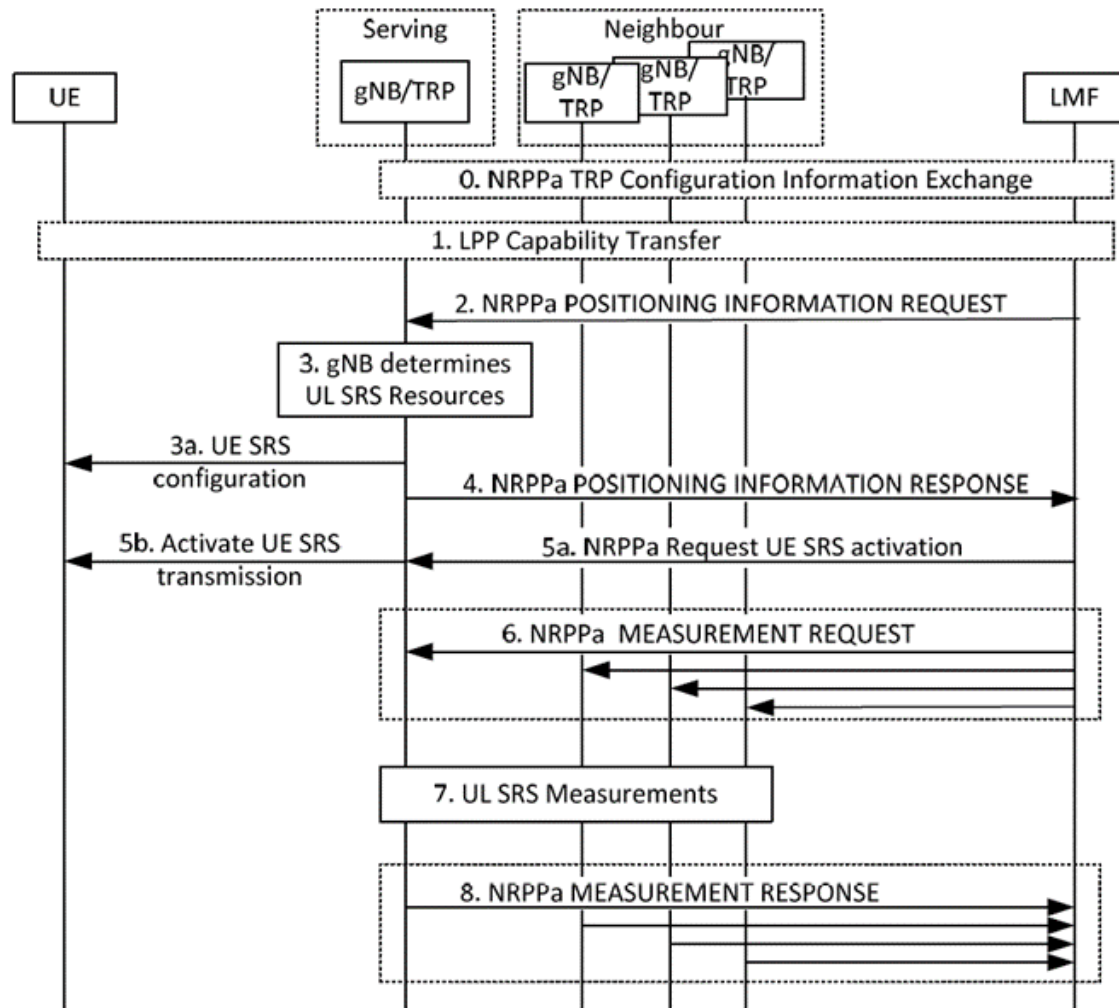 Serving
Neighbour
UE
gNB/TRP
gNB/
TRP
gNB/
TRP
gNB/
TRP
LMF
0. NRPPa TRP Configuration Information Exchange
1. LPP Capability Transfer
2. NRPPa POSITIONING INFORMATION REQUEST
3. gNB determines
UL SRS Resources
3a. UE SRS
configuration
4. NRPPa POSITIONING INFORMATION RESPONSE
5b. Activate UE SRS
transmission
5a. NRPPa Request UE SRS activation
6. NRPPa MEASUREMENT REQUEST
7. UL SRS Measurements
8. NRPPa MEASUREMENT RESPONSE